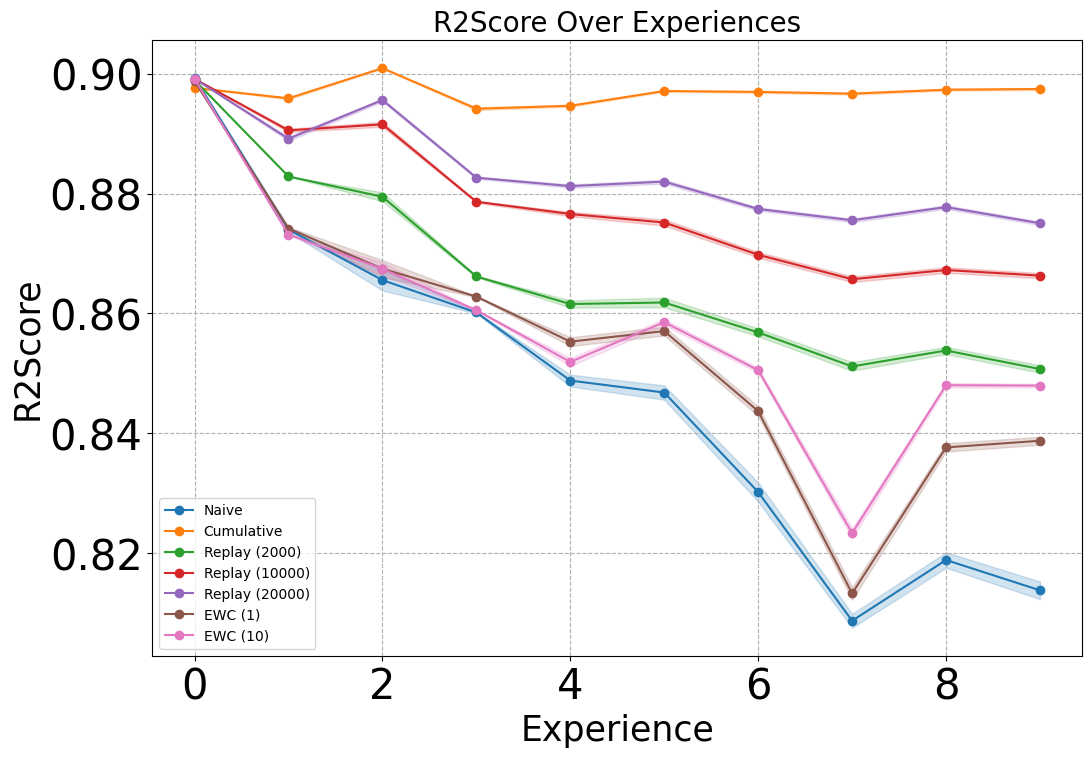 R2Score Over Experiences
R2Score
0.90
0.88
0.86
0.84
0.82
Naive
Cumulative
Replay (2000)
Replay (10000)
Replay (20000)
EWC (1)
EWC (10)
0 2 4 6 8
Experience